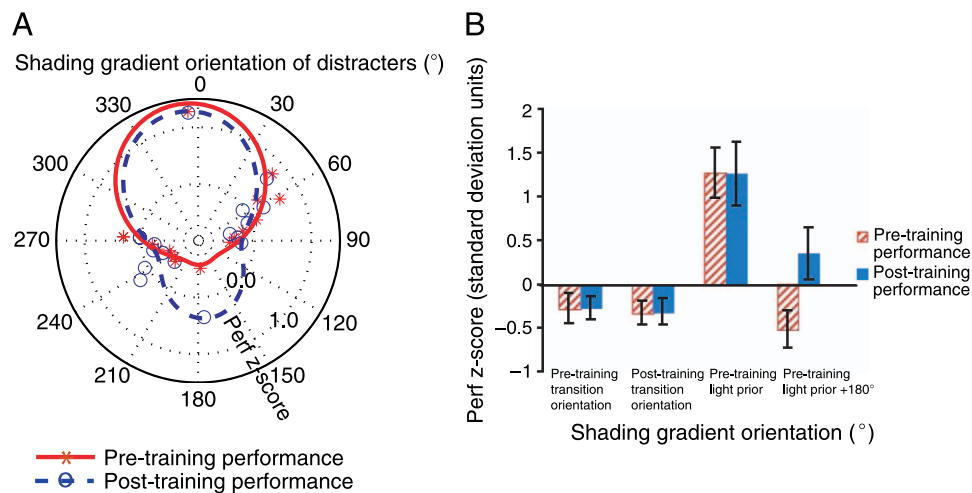 A
Shading gradient orientation of distracters (°)
0
330
30
300
60
270
90
0.0
240
1.0
120
210
150
180
Perf z-score
Pre-training performance
Post-training performance
B
Perf z-score (standard deviation units)
2
1.5
1
0.5
0
−0.5
−1
Pre-training
transition
orientation
Post-training
transition
orientation
Pre-training
light prior
Pre-training
light prior +180°
Shading gradient orientation (°)
Pre-training
performance
Post-training
performance